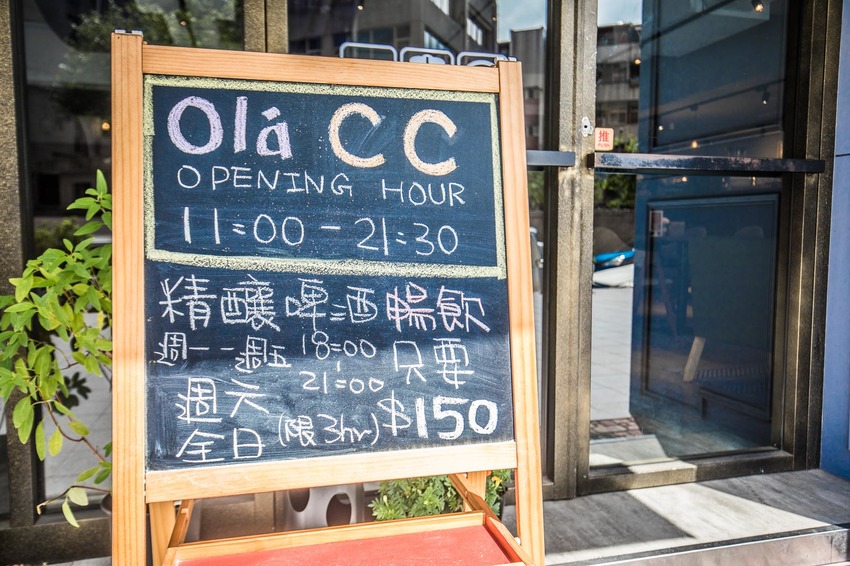 Olá CC
OPENING HOUR
11:00 - 21:30
精釀啤酒暢飲
週一-週五 18:00-21:00 只要
週六
全日 (限3hr) $150
推